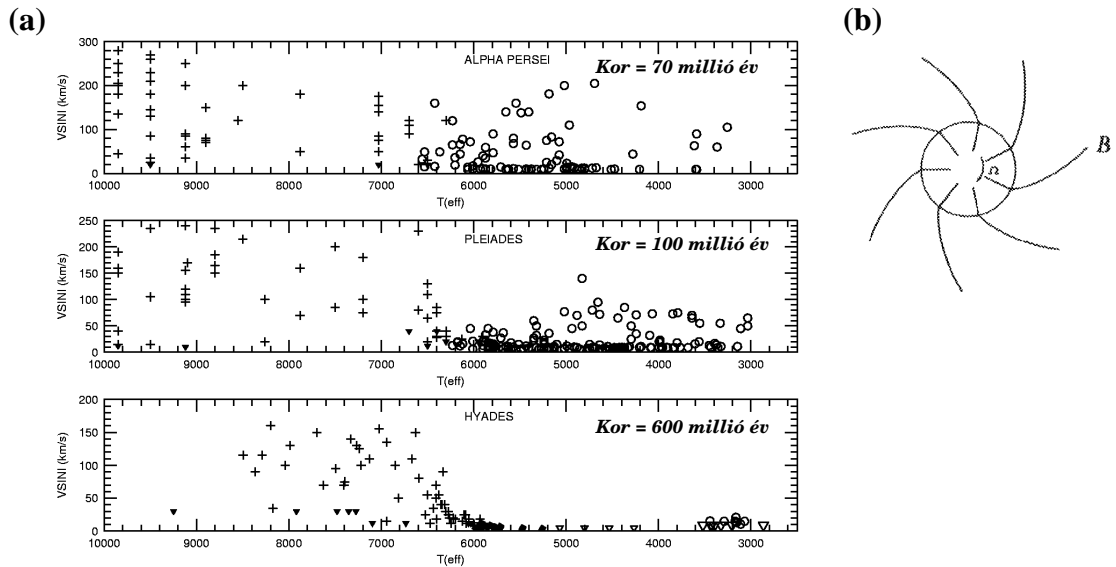 (a)
ALPHA PERSEI
Kor = 70 millió év
VSINI (km/s)
300
200
100
0
10000 9000 8000 7000 6000 5000 4000 3000
T(eff)
PLEIADES
Kor = 100 millió év
VSINI (km/s)
250
200
150
100
50
0
10000 9000 8000 7000 6000 5000 4000 3000
T(eff)
HYADES
Kor = 600 millió év
VSINI (km/s)
200
150
100
50
0
10000 9000 8000 7000 6000 5000 4000 3000
T(eff)
(b)
B
Ω